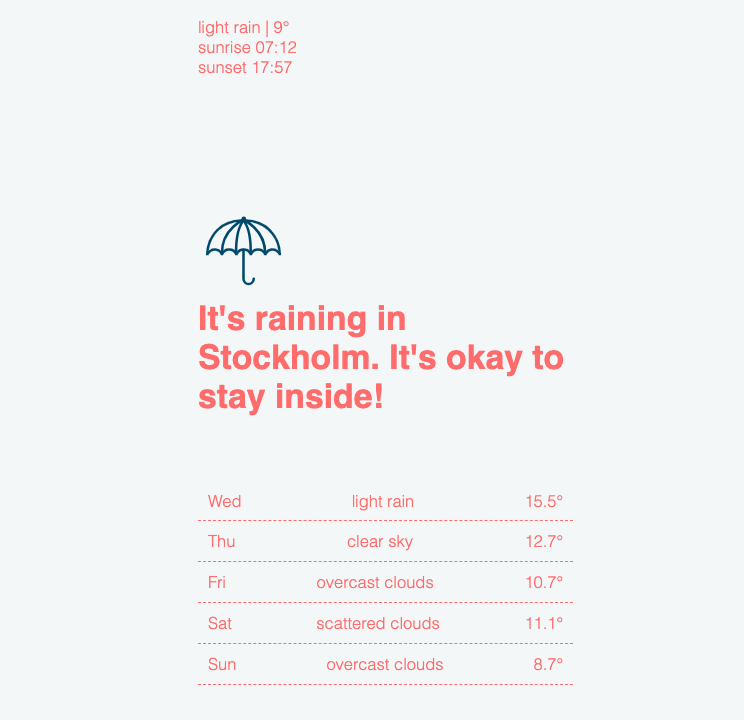 light rain | 9°
sunrise 07:12
sunset 17:57
It's raining in
Stockholm. It's okay to
stay inside!
Wed light rain 15.5°
Thu clear sky 12.7°
Fri overcast clouds 10.7°
Sat scattered clouds 11.1°
Sun overcast clouds 8.7°